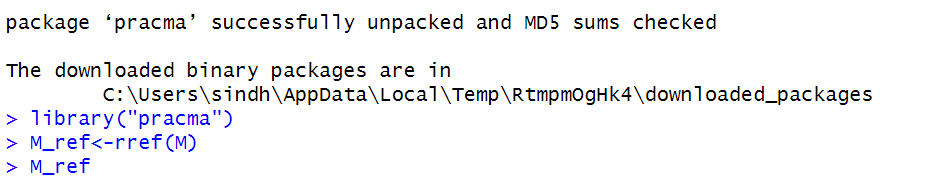 package ‘pracma’ successfully unpacked and MD5 sums checked
The downloaded binary packages are in
C:\Users\sindh\AppData\Local\Temp\RtmpmOgHk4\downloaded_packages
> library("pracma")
> M_ref<-rref(M)
> M_ref